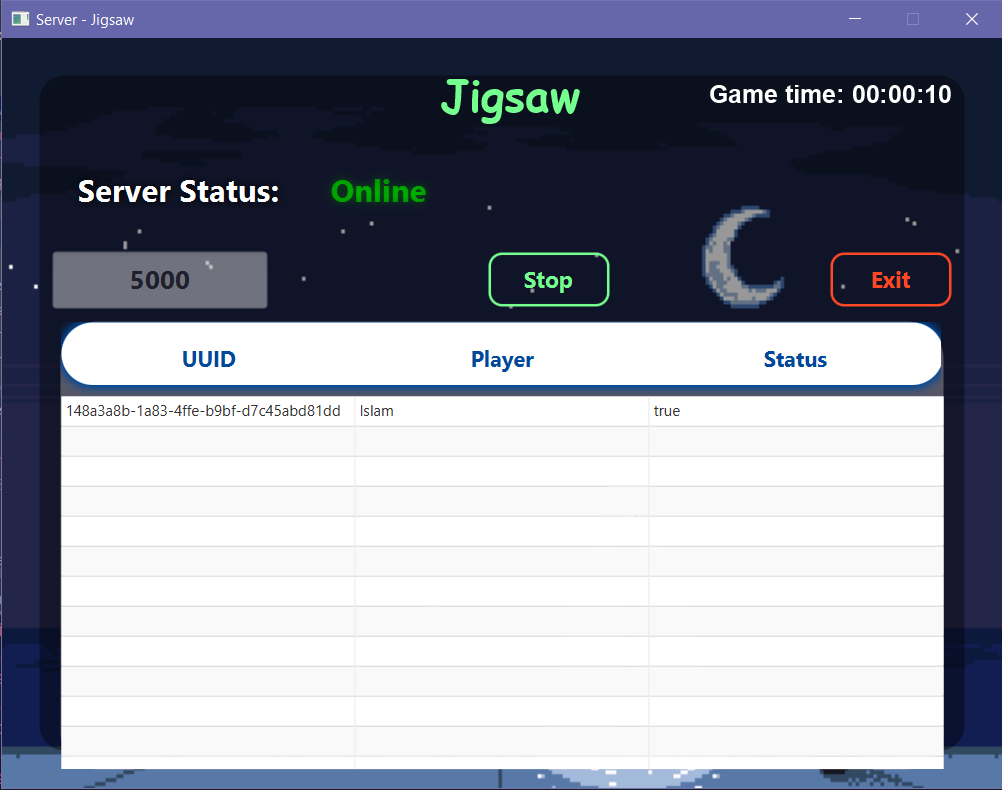 Server - Jigsaw
Jigsaw
Game time: 00:00:10
Server Status: Online
5000 Stop Exit
UUID Player Status
148a3a8b-1a83-4ffe-b9bf-d7c45abd81dd Islam true